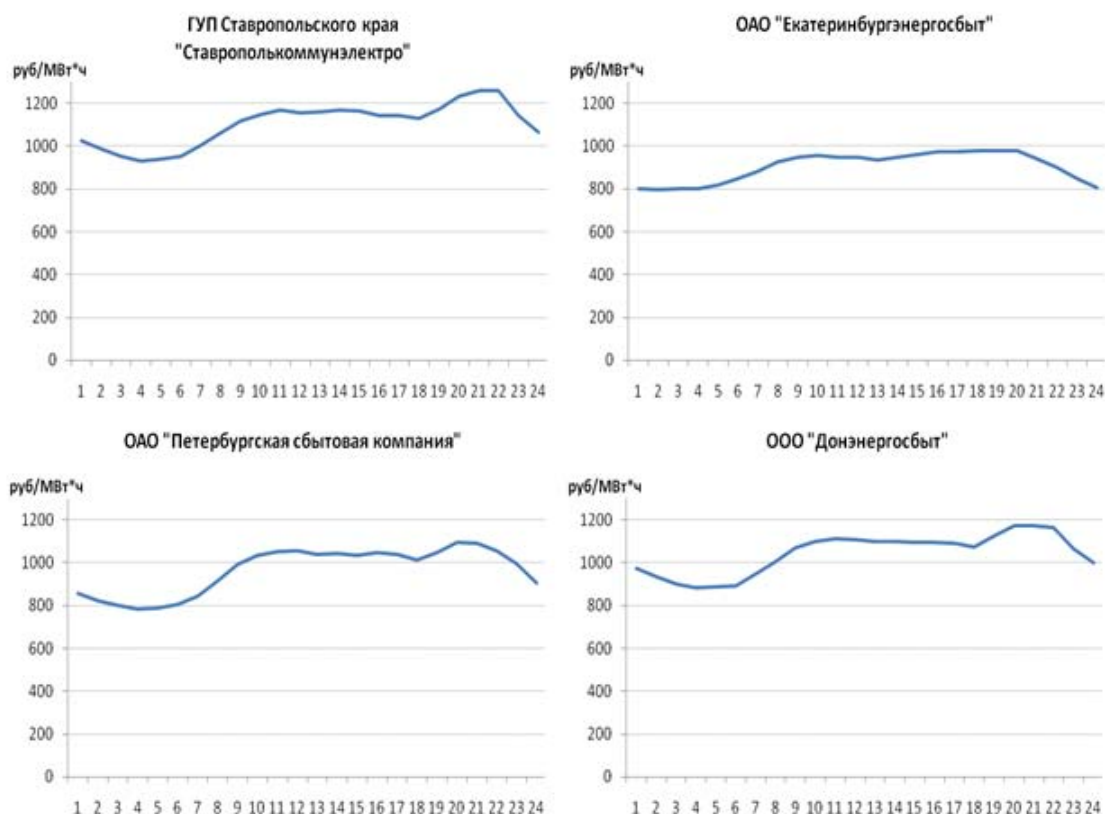 ГУП Ставропольского края
"Ставрополькоммунэлектро"
руб/МВт*ч
1200
1000
800
600
400
200
0
1 2 3 4 5 6 7 8 9 10 11 12 13 14 15 16 17 18 19 20 21 22 23 24
ОАО "Екатеринбургэнергосбыт"
руб/МВт*ч
1200
1000
800
600
400
200
0
1 2 3 4 5 6 7 8 9 10 11 12 13 14 15 16 17 18 19 20 21 22 23 24
ОАО "Петербургская сбытовая компания"
руб/МВт*ч
1200
1000
800
600
400
200
0
1 2 3 4 5 6 7 8 9 10 11 12 13 14 15 16 17 18 19 20 21 22 23 24
ООО "Донэнергосбыт"
руб/МВт*ч
1200
1000
800
600
400
200
0
1 2 3 4 5 6 7 8 9 10 11 12 13 14 15 16 17 18 19 20 21 22 23 24